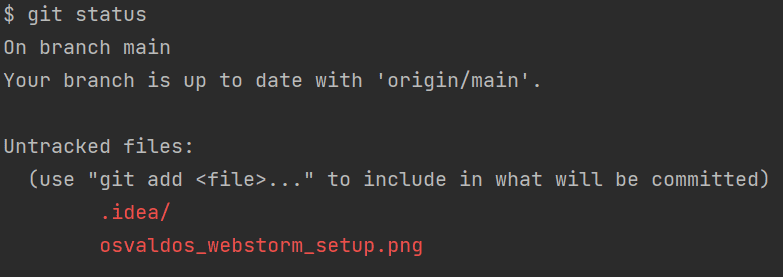 $ git status
On branch main
Your branch is up to date with 'origin/main'.
Untracked files:
(use "git add <file>..." to include in what will be committed)
.idea/
osvaldos_webstorm_setup.png